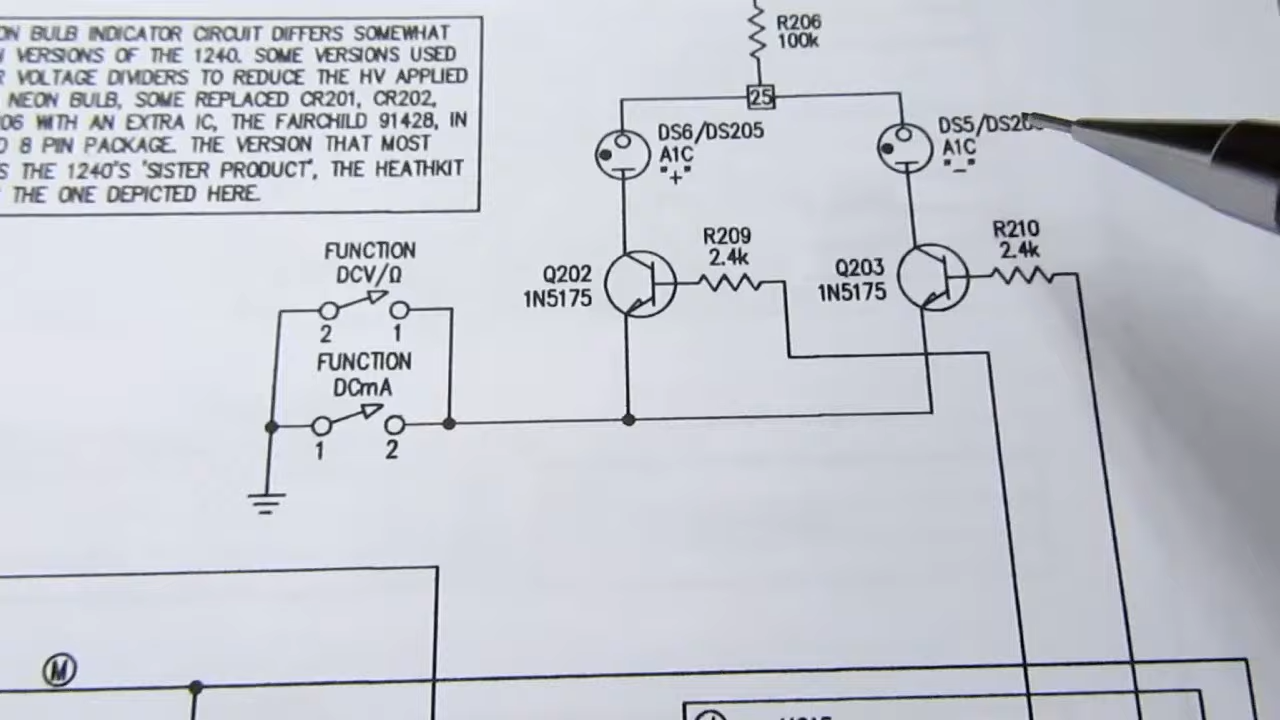 ON BULB INDICATOR CIRCUIT DIFFERS SOMEWHAT
VERSIONS OF THE 1240. SOME VERSIONS USED
VOLTAGE DIVIDERS TO REDUCE THE HV APPLIED
NEON BULB, SOME REPLACED CR201, CR202,
06 WITH AN EXTRA IC, THE FAIRCHILD 91428, IN
8 PIN PACKAGE. THE VERSION THAT MOST
S THE 1240'S 'SISTER PRODUCT', THE HEATHKIT
THE ONE DEPICTED HERE.
R206
100k
25
DS6/DS205
A1C
"+"
DS5/DS20
A1C
"-"
R209
2.4k
R210
2.4k
Q202
1N5175
Q203
1N5175
FUNCTION
DCV/Ω
2 1
FUNCTION
DCmA
1 2
M